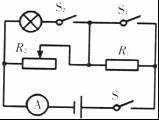 S₂ S₁
R₂ R₁
A S